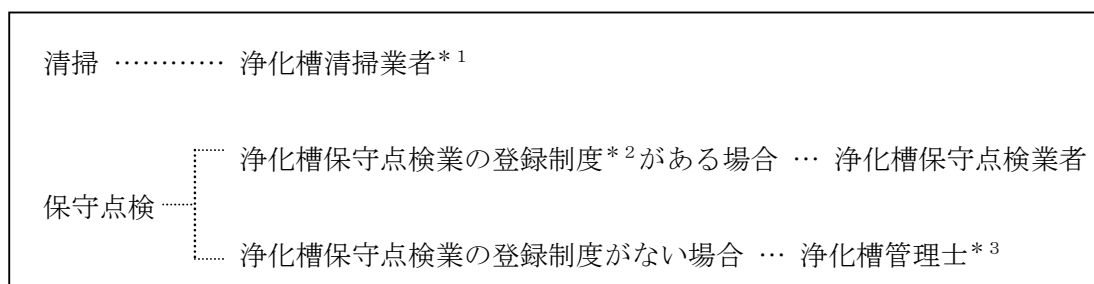 清掃 ………… 浄化槽清掃業者*1
浄化槽保守点検業の登録制度*2がある場合 … 浄化槽保守点検業者
保守点検
浄化槽保守点検業の登録制度がない場合 … 浄化槽管理士*3